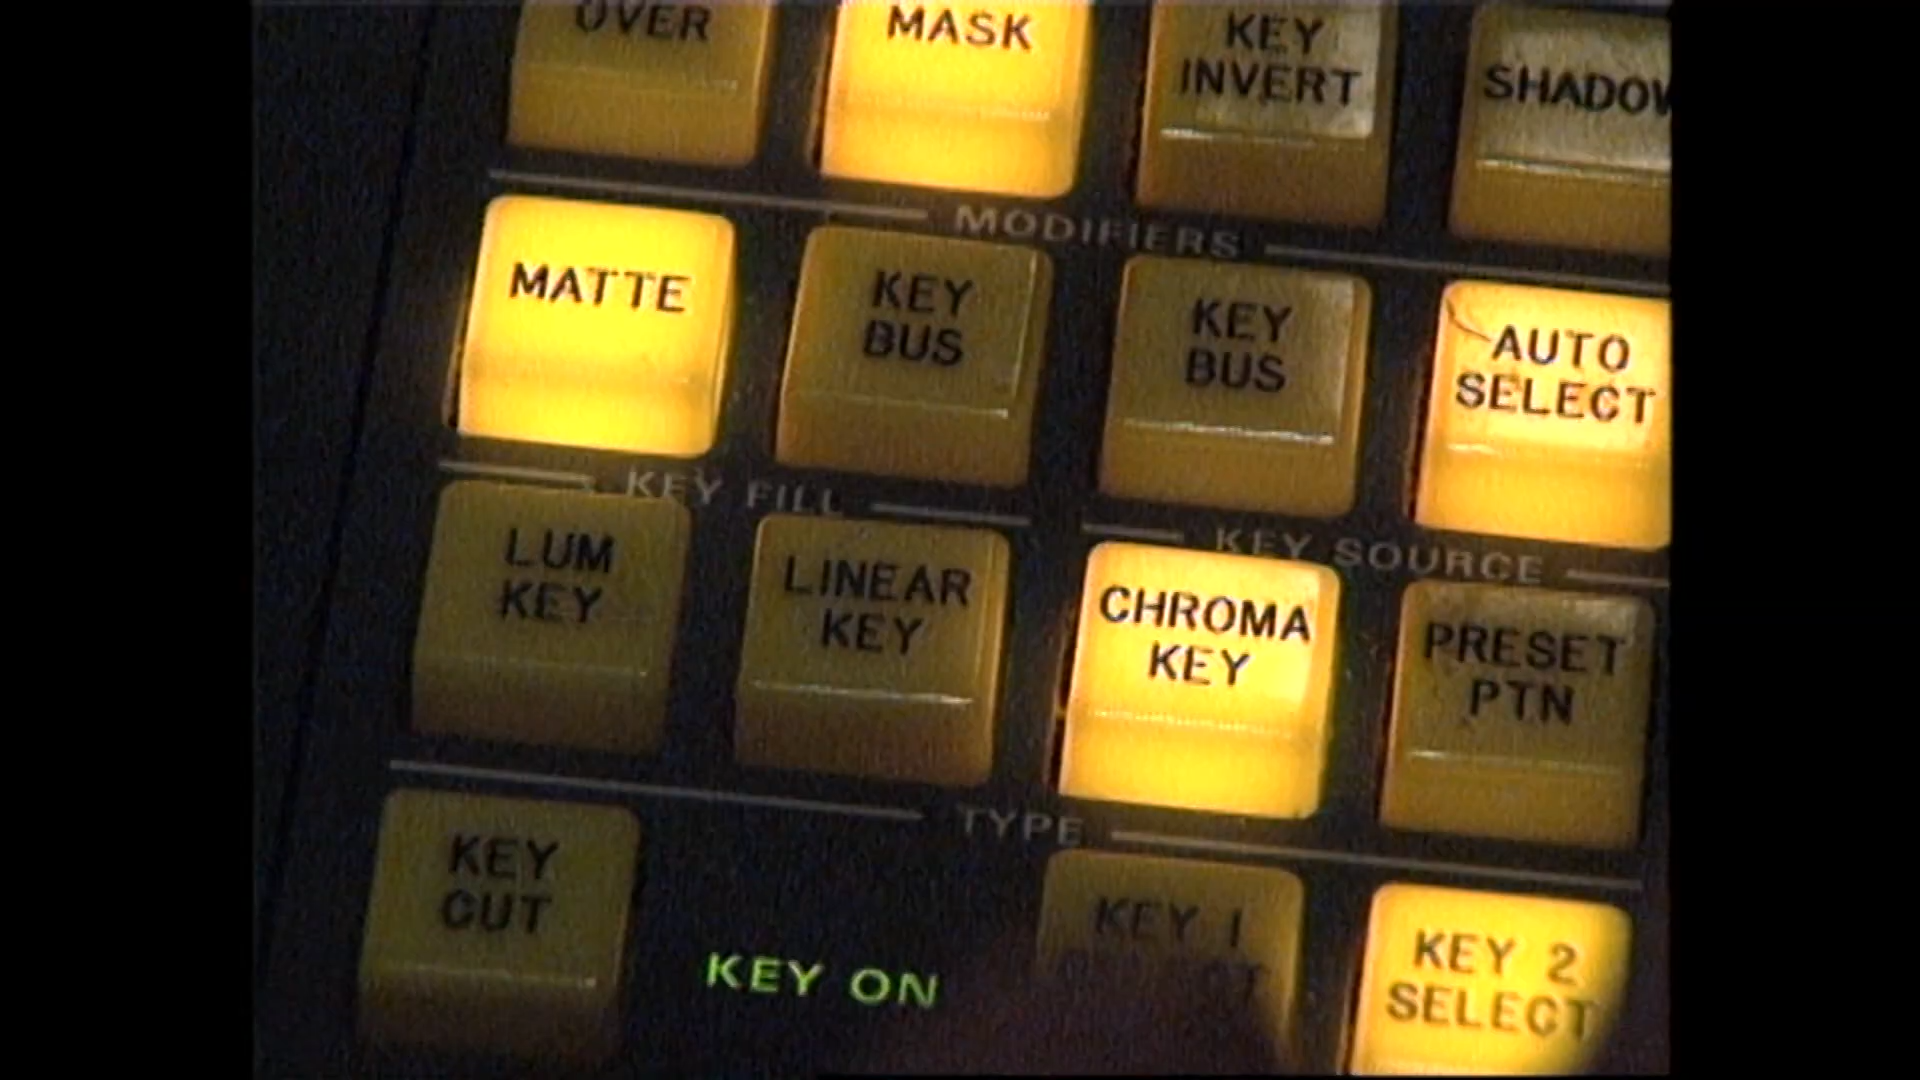 OVER
MASK
KEY
INVERT
SHADOW
MODIFIERS
MATTE
KEY
BUS
KEY
BUS
AUTO
SELECT
KEY FILL
KEY SOURCE
LUM
KEY
LINEAR
KEY
CHROMA
KEY
PRESET
PTN
TYPE
KEY
CUT
KEY ON
KEY 1
KEY 2
SELECT